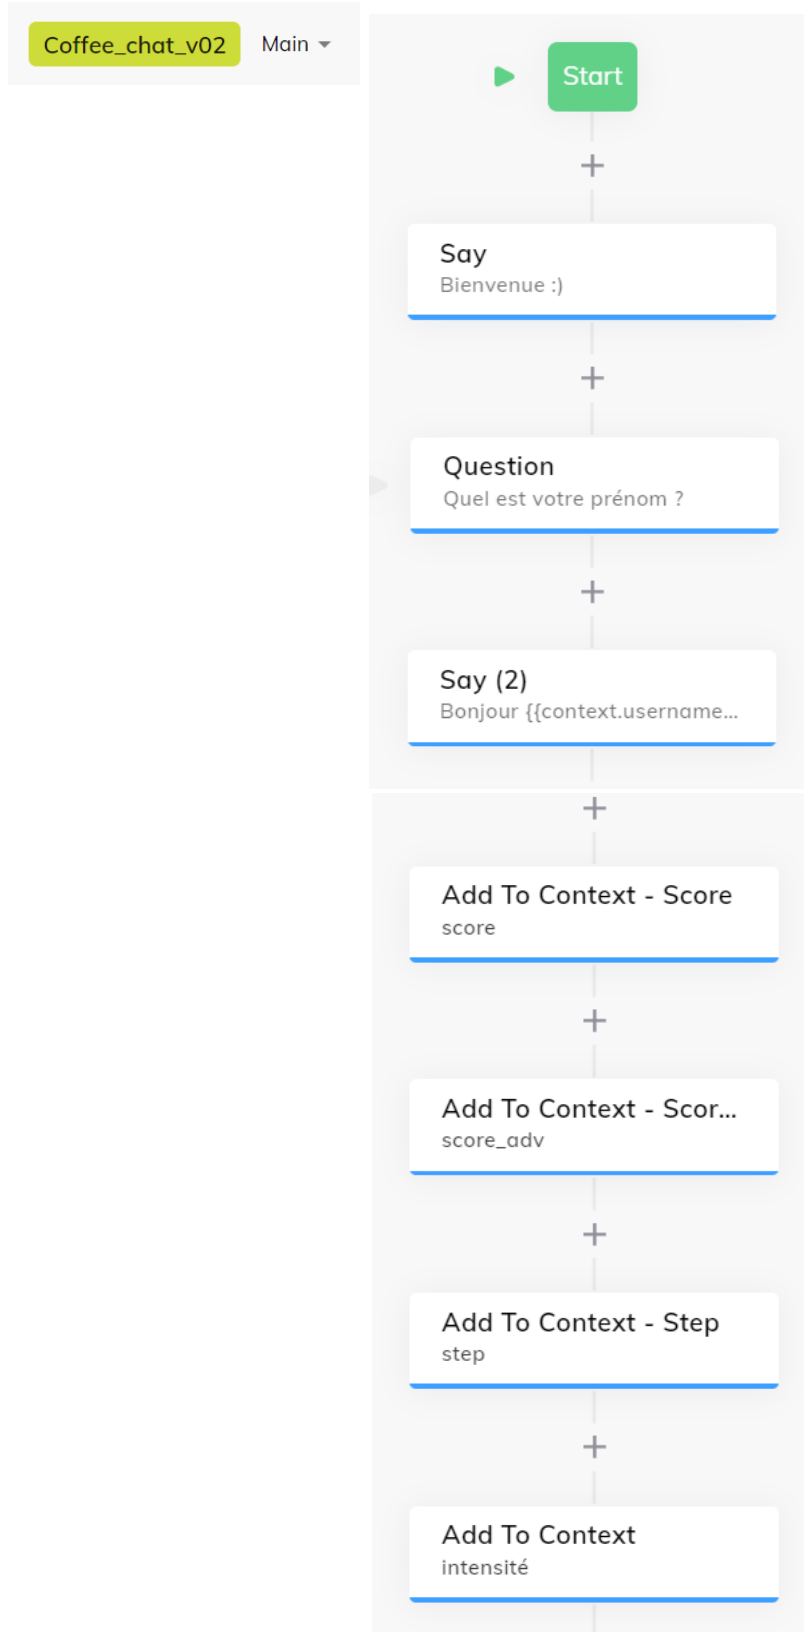 Coffee_chat_v02 Main
Start
Say
Bienvenue :)
Question
Quel est votre prénom ?
Say (2)
Bonjour {{context.username...
Add To Context - Score
score
Add To Context - Scor...
score_adv
Add To Context - Step
step
Add To Context
intensité